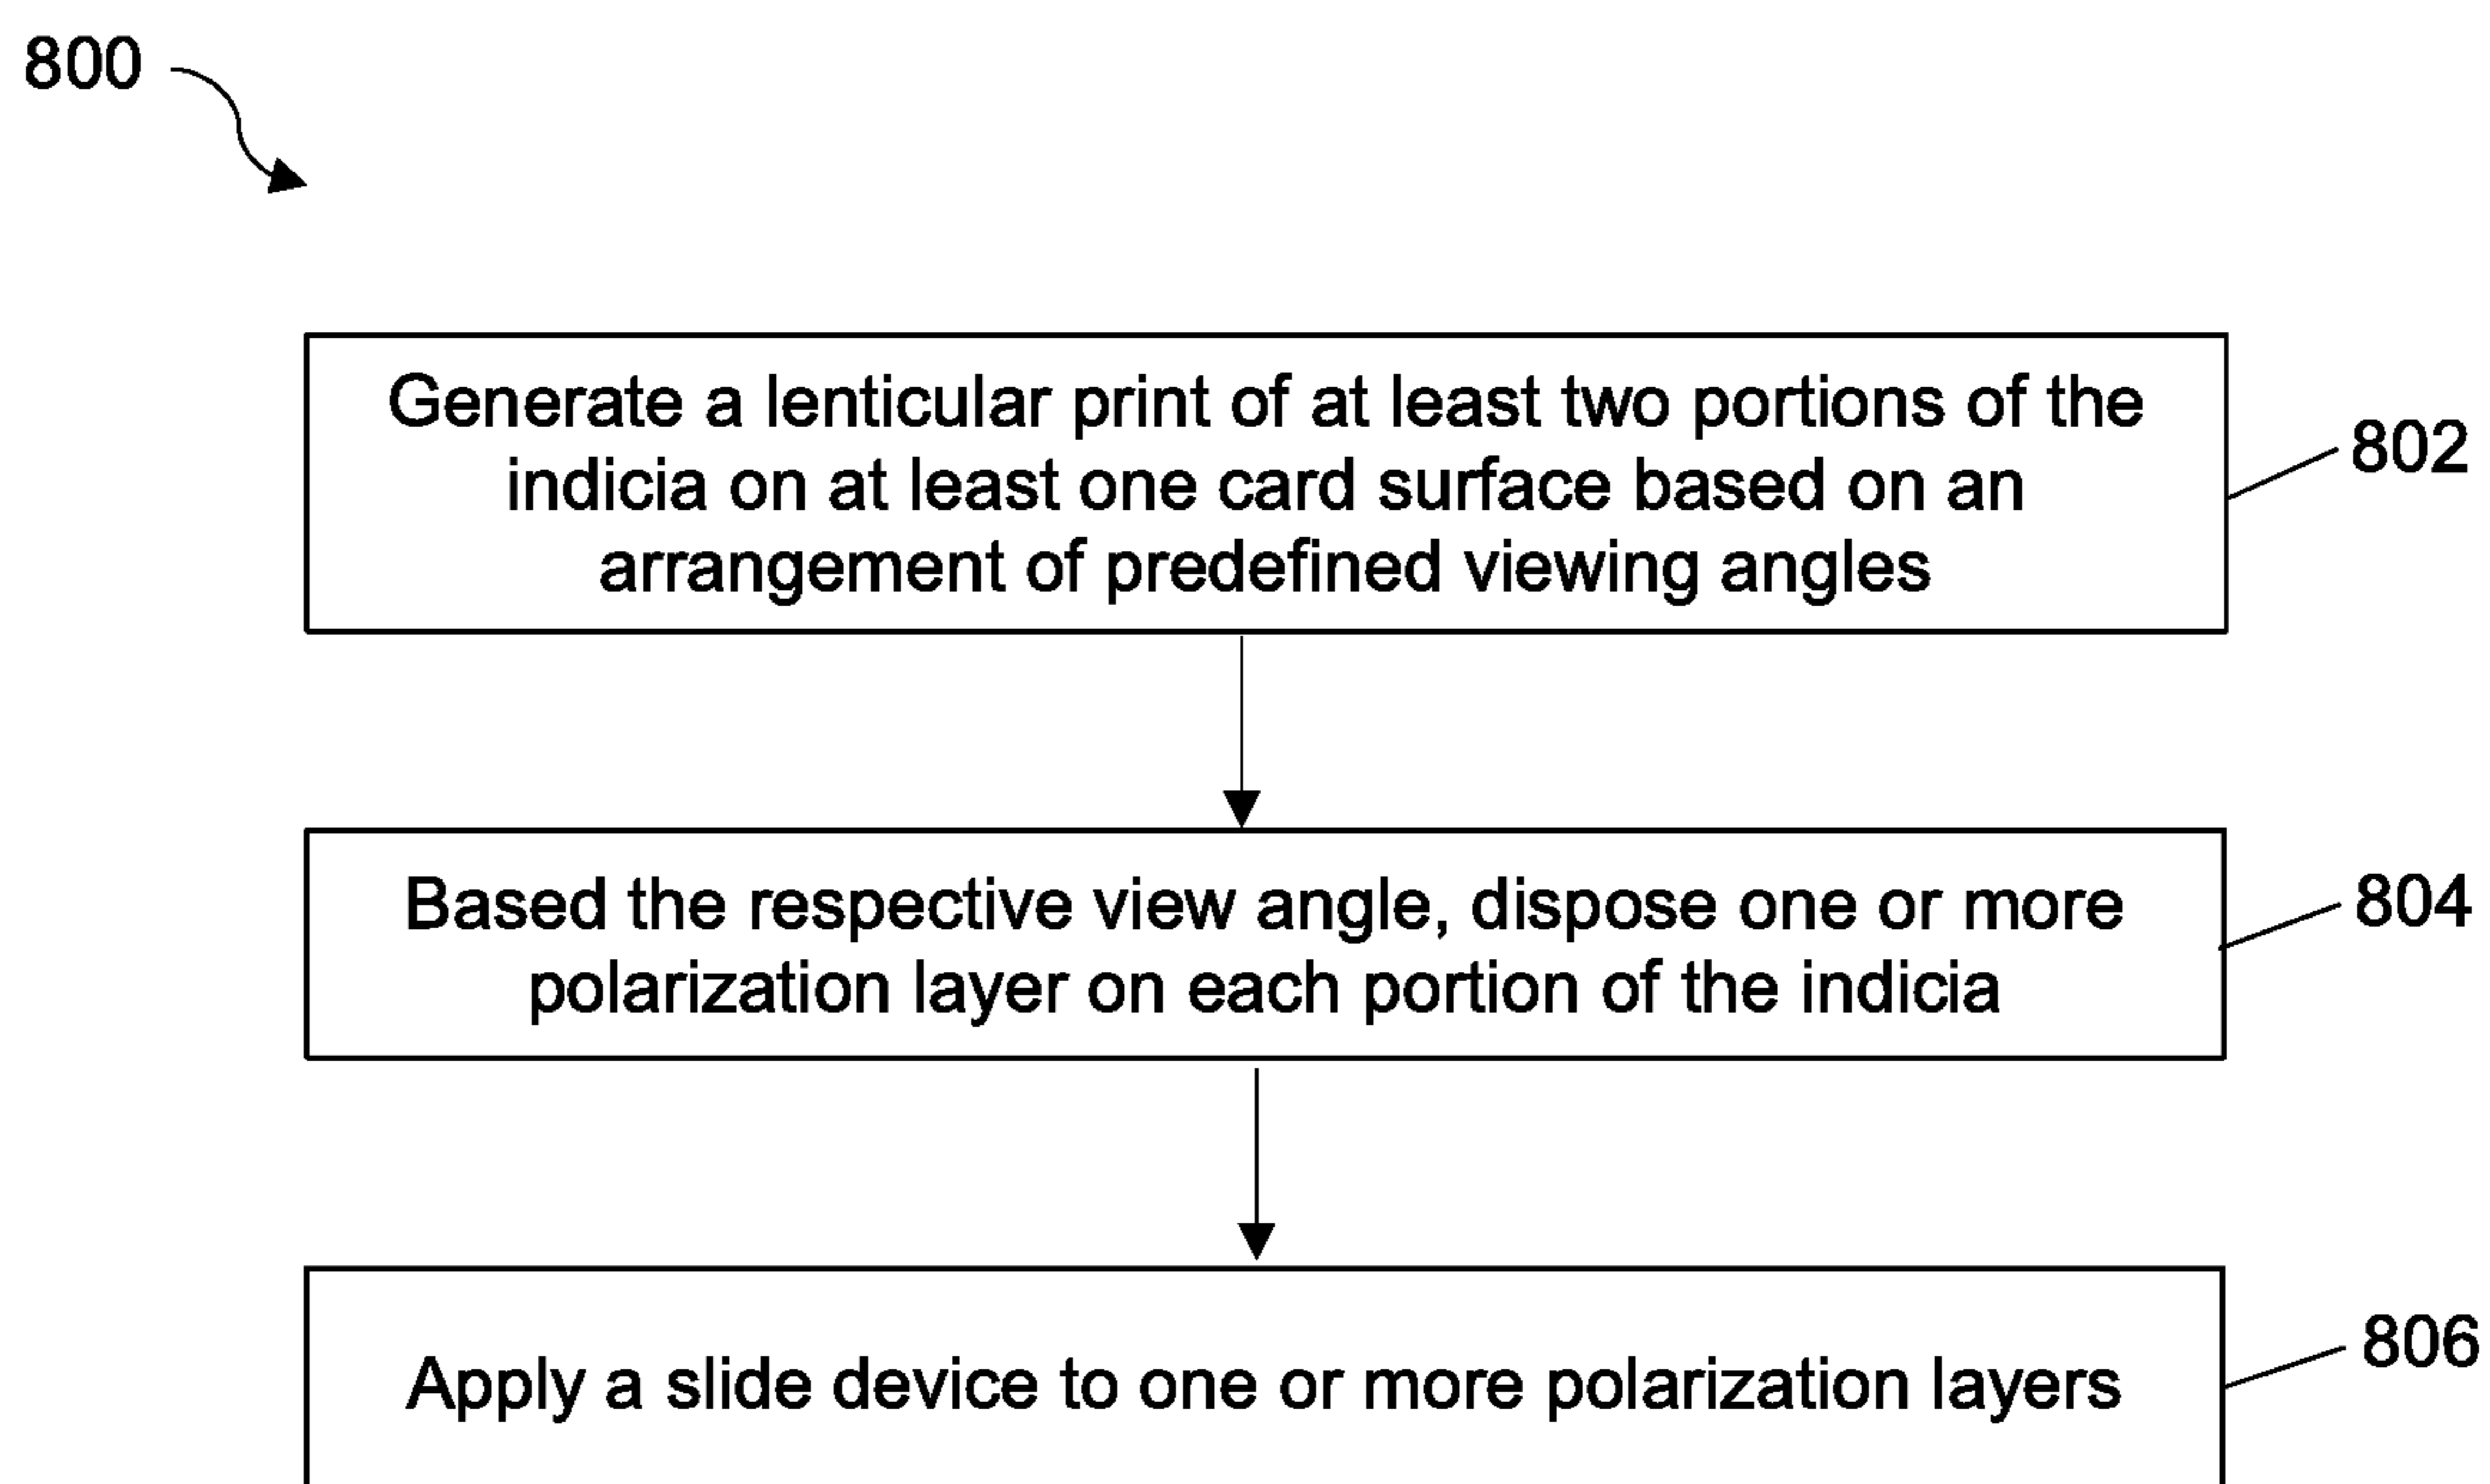 800
Generate a lenticular print of at least two portions of the
indicia on at least one card surface based on an
arrangement of predefined viewing angles
802
Based the respective view angle, dispose one or more
polarization layer on each portion of the indicia
804
Apply a slide device to one or more polarization layers
806